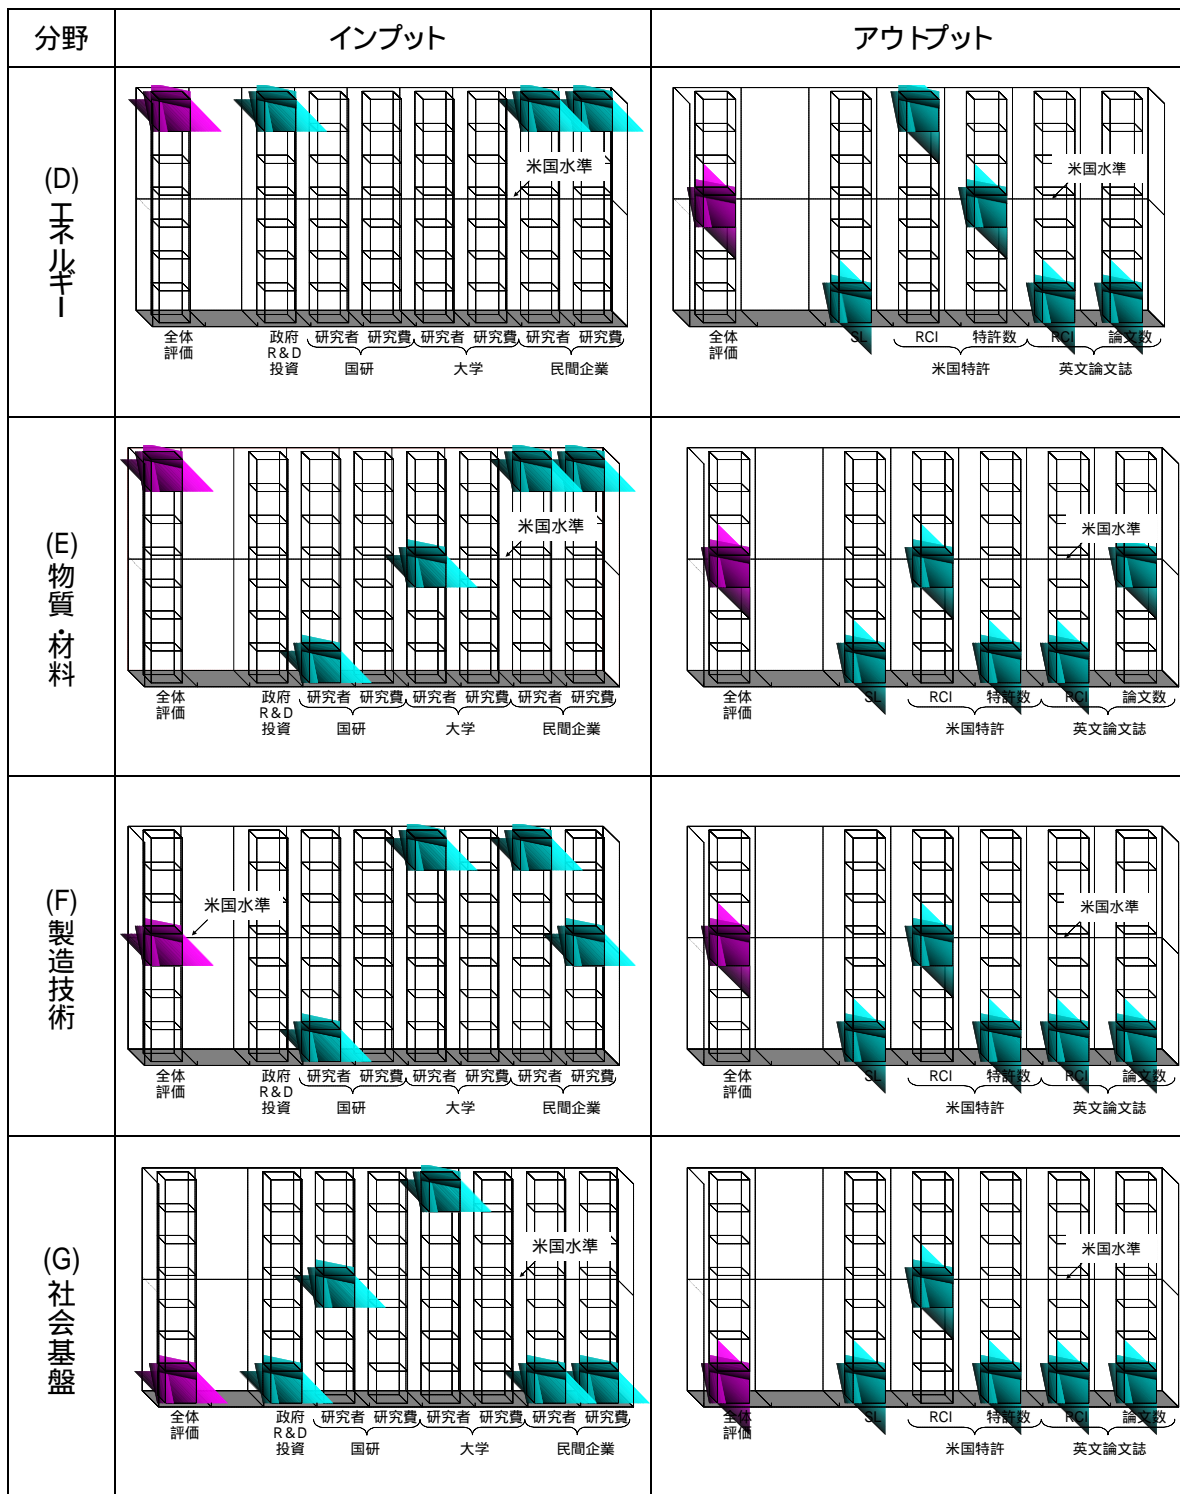 分野
インプット
アウトプット
(D)エネルギー
米国水準
全体評価
政府R&D投資
研究者 研究費 研究者 研究費 研究者 研究費
国研 大学 民間企業
米国水準
全体評価
SL RCI 特許数 RCI 論文数
米国特許 英文論文誌
(E)物質・材料
米国水準
全体評価
政府R&D投資
研究者 研究費 研究者 研究費 研究者 研究費
国研 大学 民間企業
米国水準
全体評価
SL RCI 特許数 RCI 論文数
米国特許 英文論文誌
(F)製造技術
米国水準
全体評価
政府R&D投資
研究者 研究費 研究者 研究費 研究者 研究費
国研 大学 民間企業
米国水準
全体評価
SL RCI 特許数 RCI 論文数
米国特許 英文論文誌
(G)社会基盤
米国水準
全体評価
政府R&D投資
研究者 研究費 研究者 研究費 研究者 研究費
国研 大学 民間企業
米国水準
全体評価
SL RCI 特許数 RCI 論文数
米国特許 英文論文誌